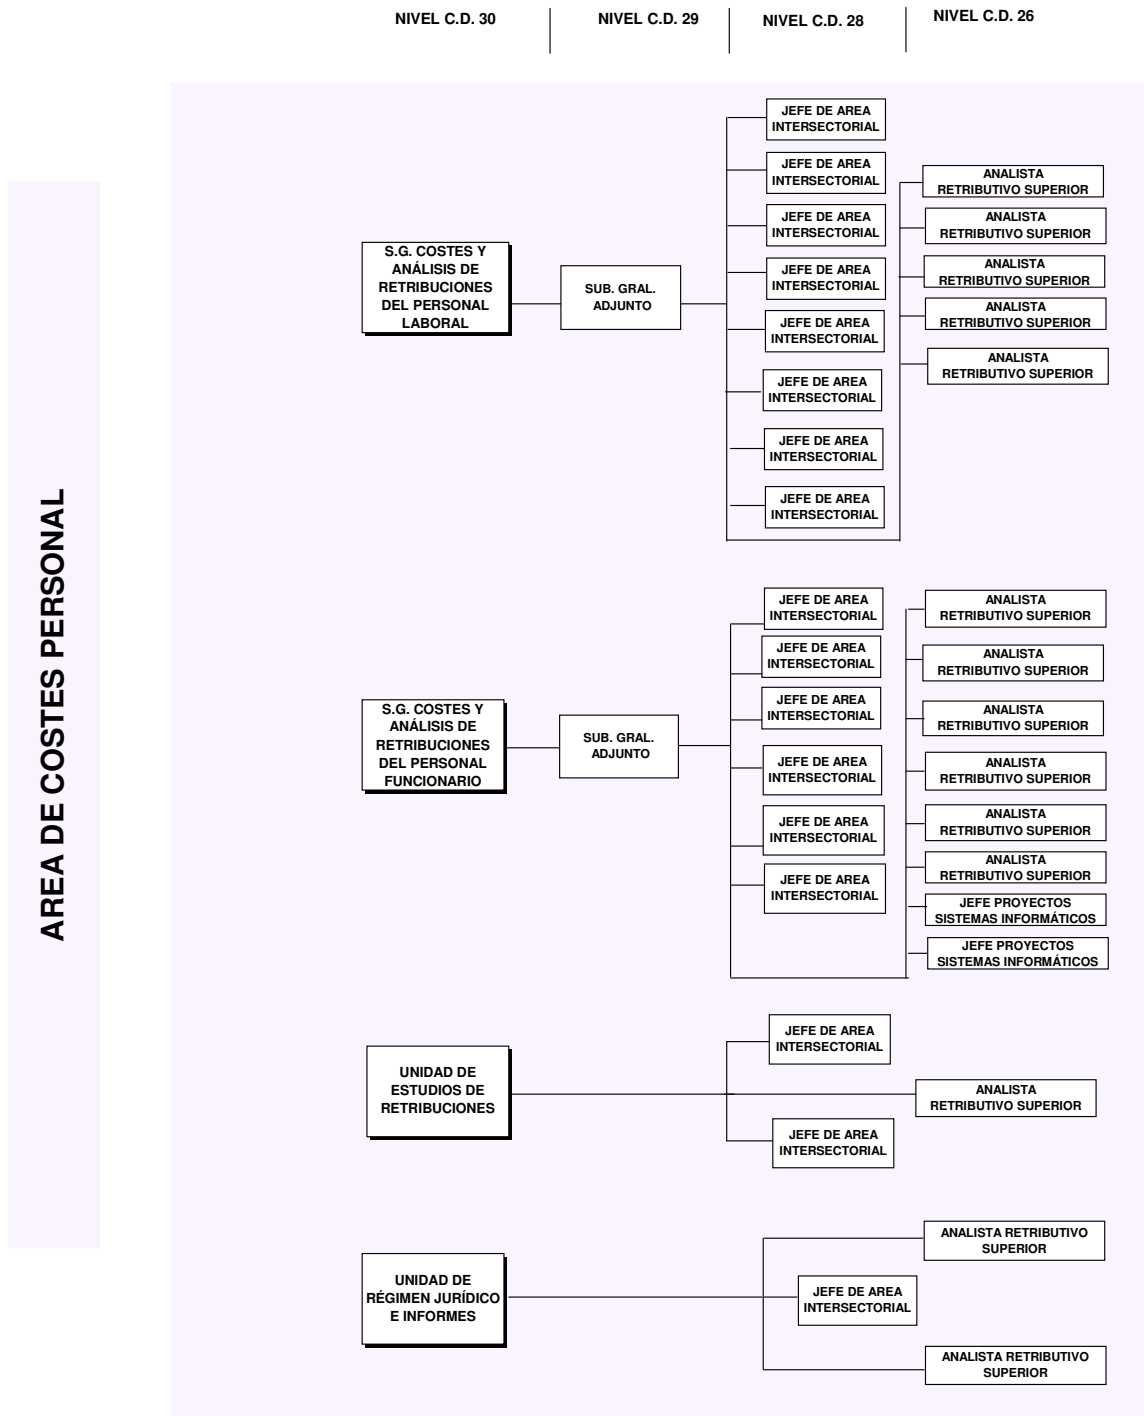 NIVEL C.D. 30
NIVEL C.D. 29
NIVEL C.D. 28
NIVEL C.D. 26
AREA DE COSTES PERSONAL
S.G. COSTES Y
ANÁLISIS DE
RETRIBUCIONES
DEL PERSONAL
LABORAL
SUB. GRAL.
ADJUNTO
JEFE DE AREA
INTERSECTORIAL
JEFE DE AREA
INTERSECTORIAL
JEFE DE AREA
INTERSECTORIAL
JEFE DE AREA
INTERSECTORIAL
JEFE DE AREA
INTERSECTORIAL
JEFE DE AREA
INTERSECTORIAL
JEFE DE AREA
INTERSECTORIAL
JEFE DE AREA
INTERSECTORIAL
ANALISTA
RETRIBUTIVO SUPERIOR
ANALISTA
RETRIBUTIVO SUPERIOR
ANALISTA
RETRIBUTIVO SUPERIOR
ANALISTA
RETRIBUTIVO SUPERIOR
ANALISTA
RETRIBUTIVO SUPERIOR
S.G. COSTES Y
ANÁLISIS DE
RETRIBUCIONES
DEL PERSONAL
FUNCIONARIO
SUB. GRAL.
ADJUNTO
JEFE DE AREA
INTERSECTORIAL
JEFE DE AREA
INTERSECTORIAL
JEFE DE AREA
INTERSECTORIAL
JEFE DE AREA
INTERSECTORIAL
JEFE DE AREA
INTERSECTORIAL
JEFE DE AREA
INTERSECTORIAL
ANALISTA
RETRIBUTIVO SUPERIOR
ANALISTA
RETRIBUTIVO SUPERIOR
ANALISTA
RETRIBUTIVO SUPERIOR
ANALISTA
RETRIBUTIVO SUPERIOR
ANALISTA
RETRIBUTIVO SUPERIOR
ANALISTA
RETRIBUTIVO SUPERIOR
JEFE PROYECTOS
SISTEMAS INFORMÁTICOS
JEFE PROYECTOS
SISTEMAS INFORMÁTICOS
UNIDAD DE
ESTUDIOS DE
RETRIBUCIONES
JEFE DE AREA
INTERSECTORIAL
ANALISTA
RETRIBUTIVO SUPERIOR
JEFE DE AREA
INTERSECTORIAL
UNIDAD DE
RÉGIMEN JURÍDICO
E INFORMES
ANALISTA RETRIBUTIVO
SUPERIOR
JEFE DE AREA
INTERSECTORIAL
ANALISTA RETRIBUTIVO
SUPERIOR